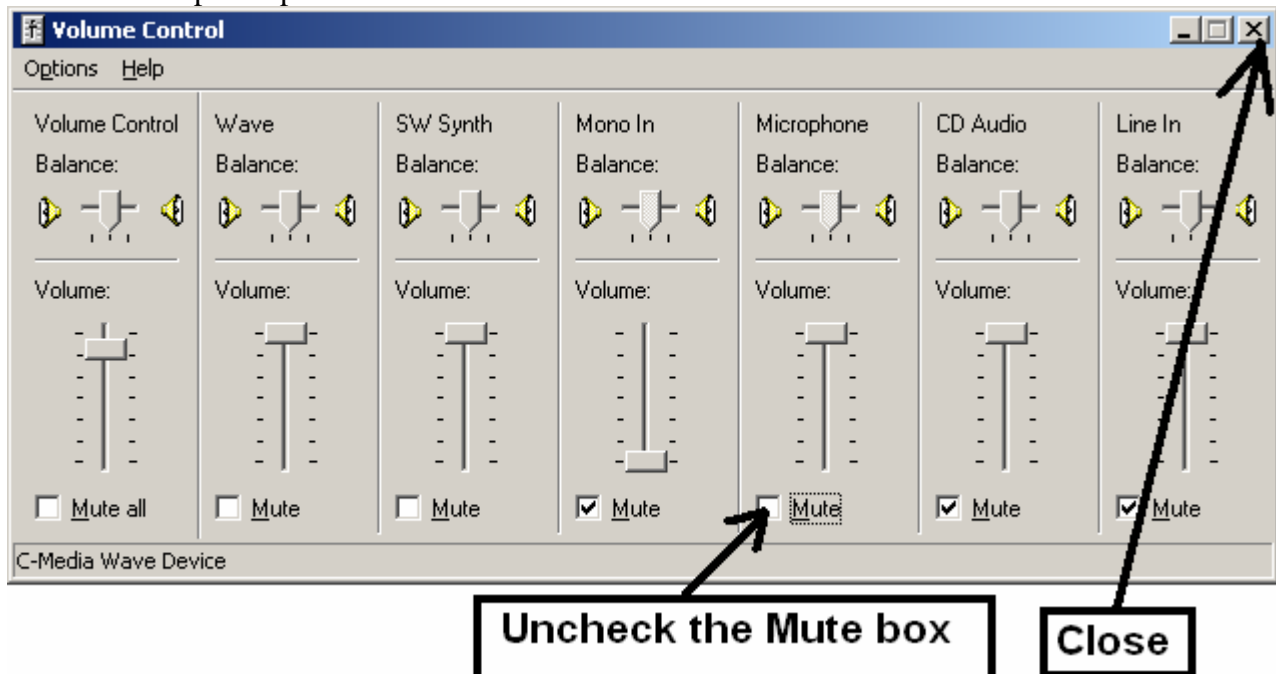 Volume Control
Options Help
Volume Control Wave SW Synth Mono In Microphone CD Audio Line In
Balance: Balance: Balance: Balance: Balance: Balance: Balance:
Volume: Volume: Volume: Volume: Volume: Volume: Volume:
Mute all Mute Mute Mute Mute Mute Mute
C-Media Wave Device
Uncheck the Mute box
Close